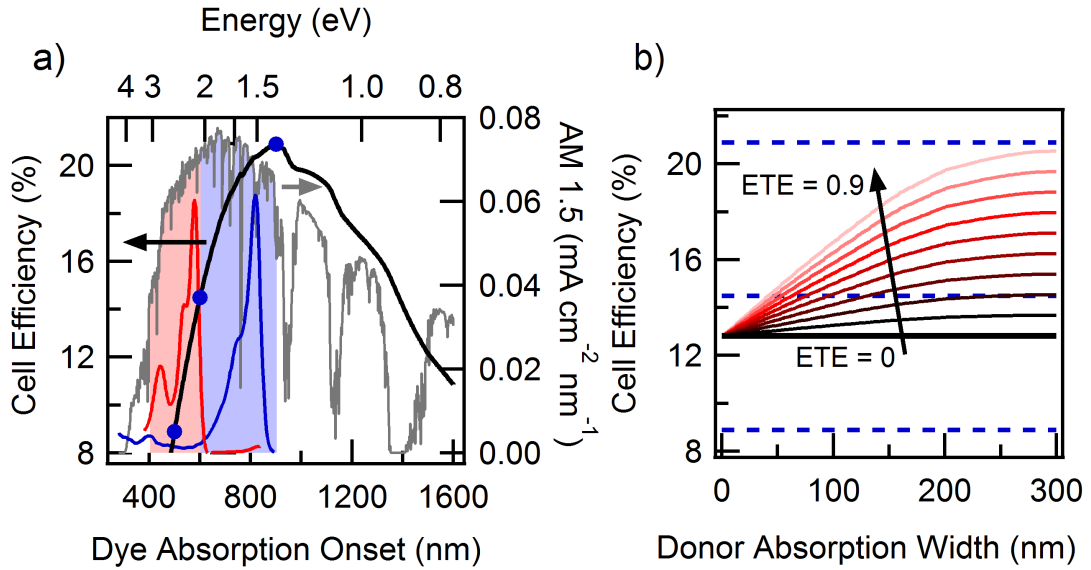 Energy (eV)
a)
4 3 2 1.5 1.0 0.8
Cell Efficiency (%)
20
16
12
8
0.08
0.06
0.04
0.02
0.00
AM 1.5 (mA cm-2 nm-1)
400 800 1200 1600
Dye Absorption Onset (nm)
b)
Cell Efficiency (%)
20
16
12
8
ETE = 0.9
ETE = 0
0 100 200 300
Donor Absorption Width (nm)